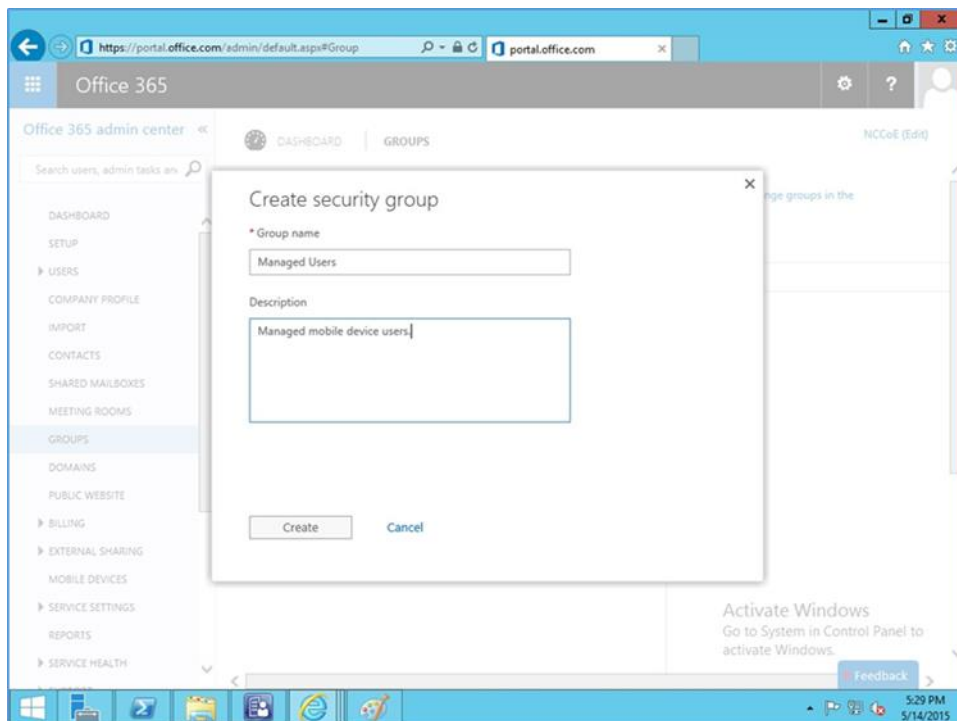 https://portal.office.com/admin/default.aspx#Group
portal.office.com
Office 365
?
Office 365 admin center
Search users, admin tasks an
DASHBOARD
GROUPS
NCCoE (Edit)
DASHBOARD
SETUP
USERS
COMPANY PROFILE
IMPORT
CONTACTS
SHARED MAILBOXES
MEETING ROOMS
GROUPS
DOMAINS
PUBLIC WEBSITE
BILLING
EXTERNAL SHARING
MOBILE DEVICES
SERVICE SETTINGS
REPORTS
SERVICE HEALTH
nge groups in the
Create security group
* Group name
Managed Users
Description
Managed mobile device users.
Create
Cancel
Activate Windows
Go to System in Control Panel to
activate Windows.
Feedback
5:29 PM
5/14/2015